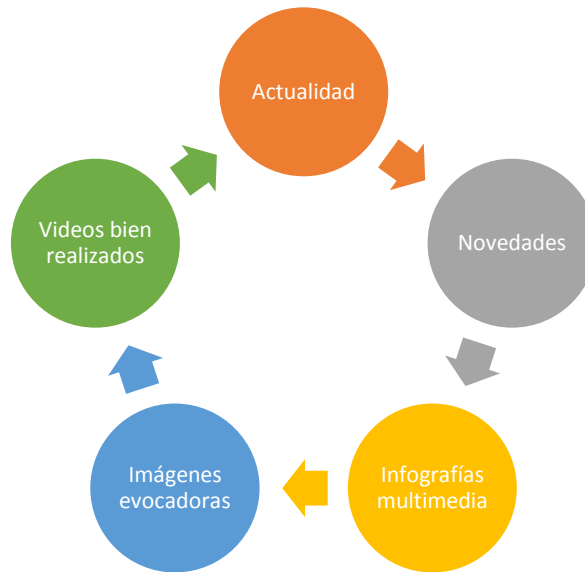 Actualidad
Novedades
Infografías
multimedia
Imágenes
evocadoras
Videos bien
realizados